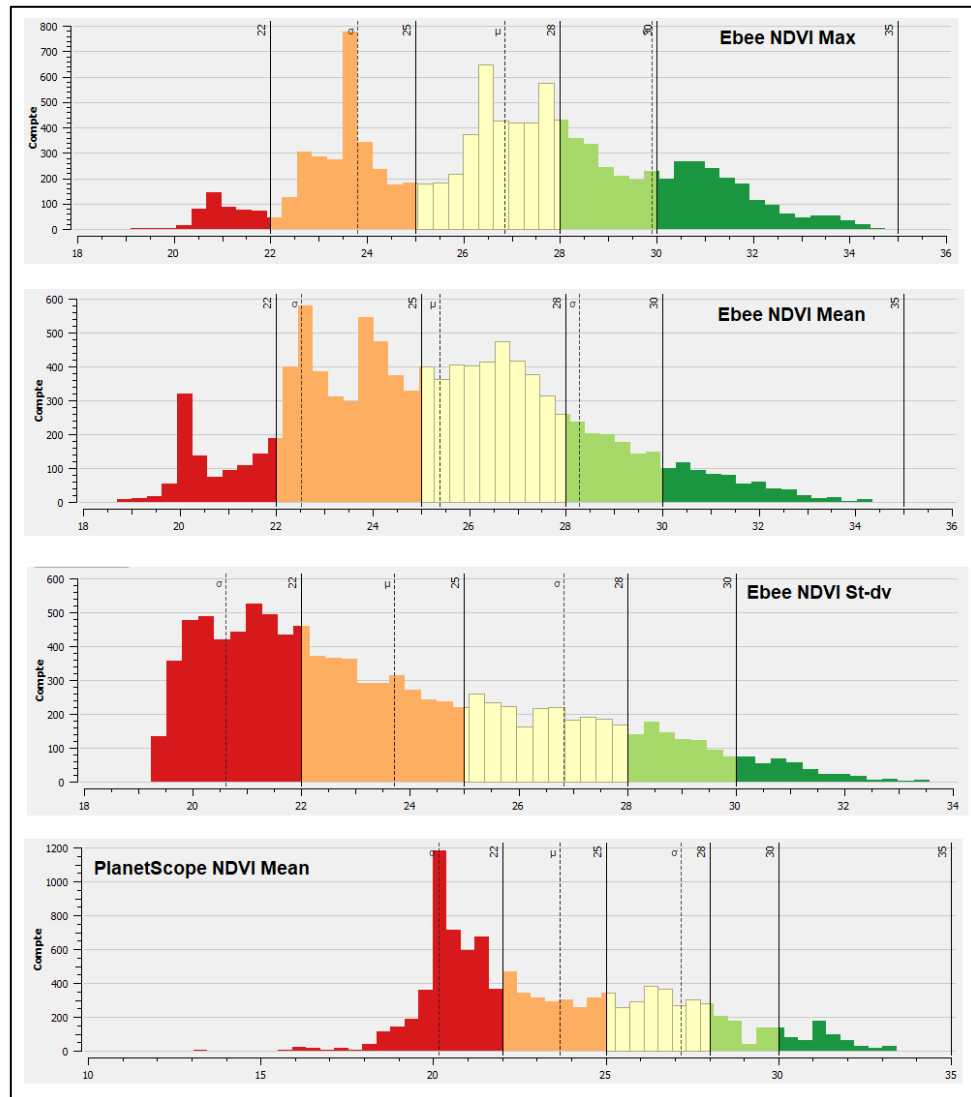 800
700
600
500
400
300
200
100
0
Compte
22
σ
25
μ
28
σ
30
35
Ebee NDVI Max
18 20 22 24 26 28 30 32 34 36
600
500
400
300
200
100
0
Compte
22
σ
25
μ
28
σ
30
35
Ebee NDVI Mean
18 20 22 24 26 28 30 32 34 36
600
500
400
300
200
100
0
Compte
σ
22
μ
25
σ
28
30
Ebee NDVI St-dv
18 20 22 24 26 28 30 32 34
1200
1000
800
600
400
200
0
Compte
PlanetScope NDVI Mean
σ
22
μ
25
σ
28
30
35
10 15 20 25 30 35